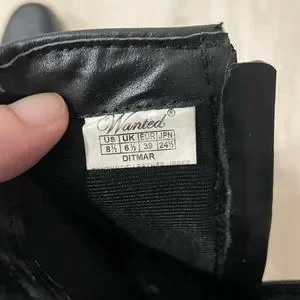 Wanted®
US UK EUR JPN
8½ 6½ 39 24½
DITMAR